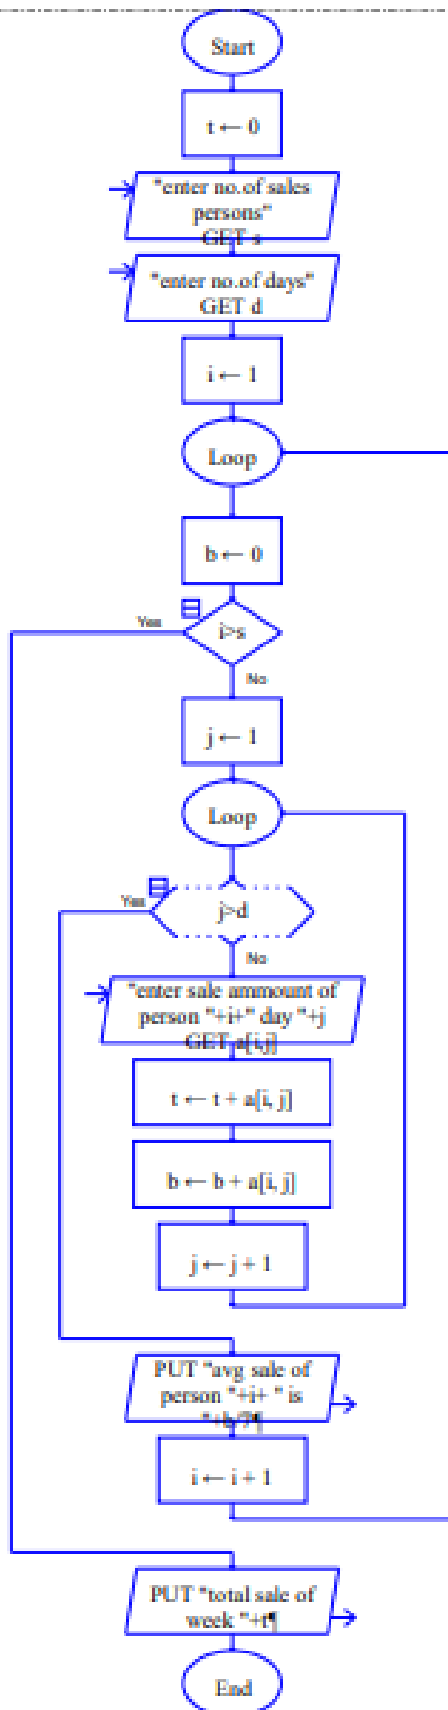 Start
t ← 0
"enter no.of sales
persons"
GET s
"enter no.of days"
GET d
i ← 1
Loop
b ← 0
Yes
i>s
No
j ← 1
Loop
Yes
j>d
No
"enter sale ammount of
person "+i+" day "+j
GET a[i,j]
t ← t + a[i, j]
b ← b + a[i, j]
j ← j + 1
PUT "avg sale of
person "+i+ " is
"+b/7¶
i ← i + 1
PUT "total sale of
week "+t¶
End